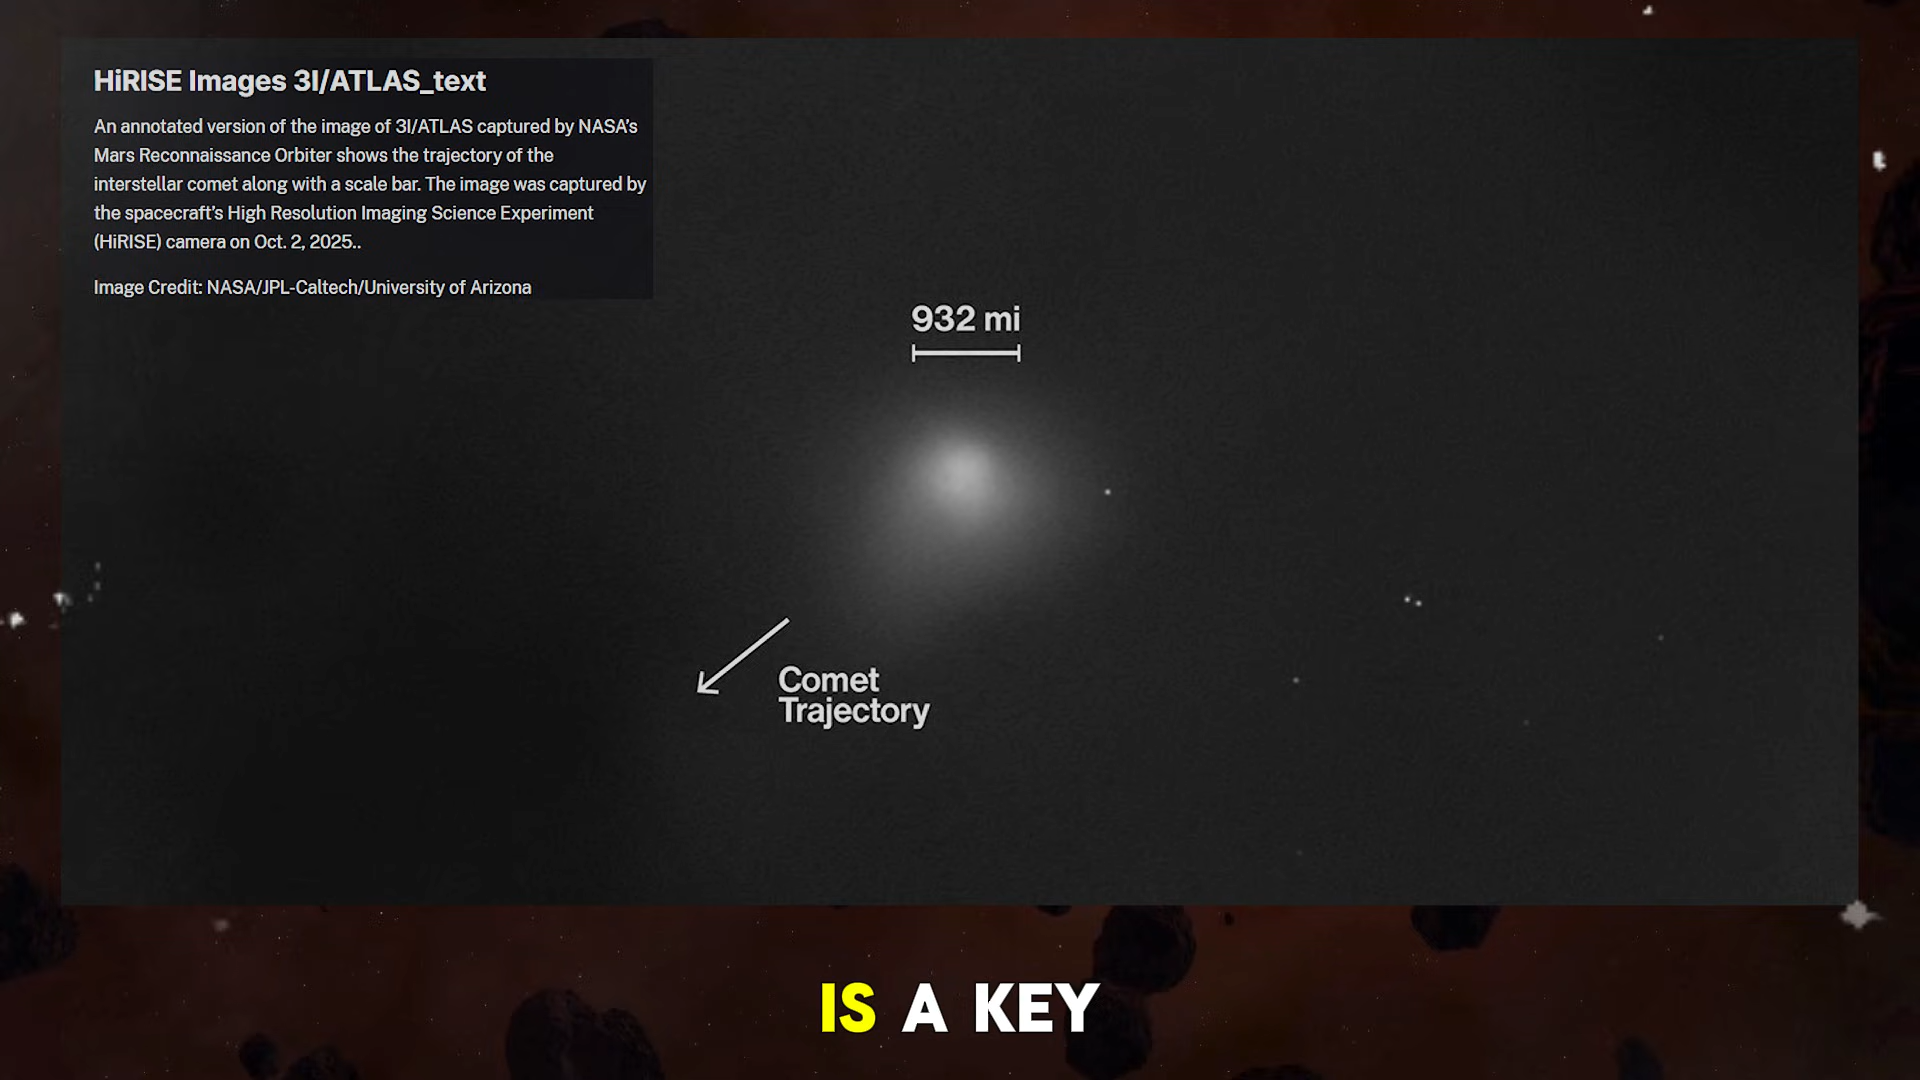 HiRISE Images 3I/ATLAS_text
An annotated version of the image of 3I/ATLAS captured by NASA's
Mars Reconnaissance Orbiter shows the trajectory of the
interstellar comet along with a scale bar. The image was captured by
the spacecraft's High Resolution Imaging Science Experiment
(HiRISE) camera on Oct. 2, 2025..
Image Credit: NASA/JPL-Caltech/University of Arizona
932 mi
Comet
Trajectory
IS A KEY